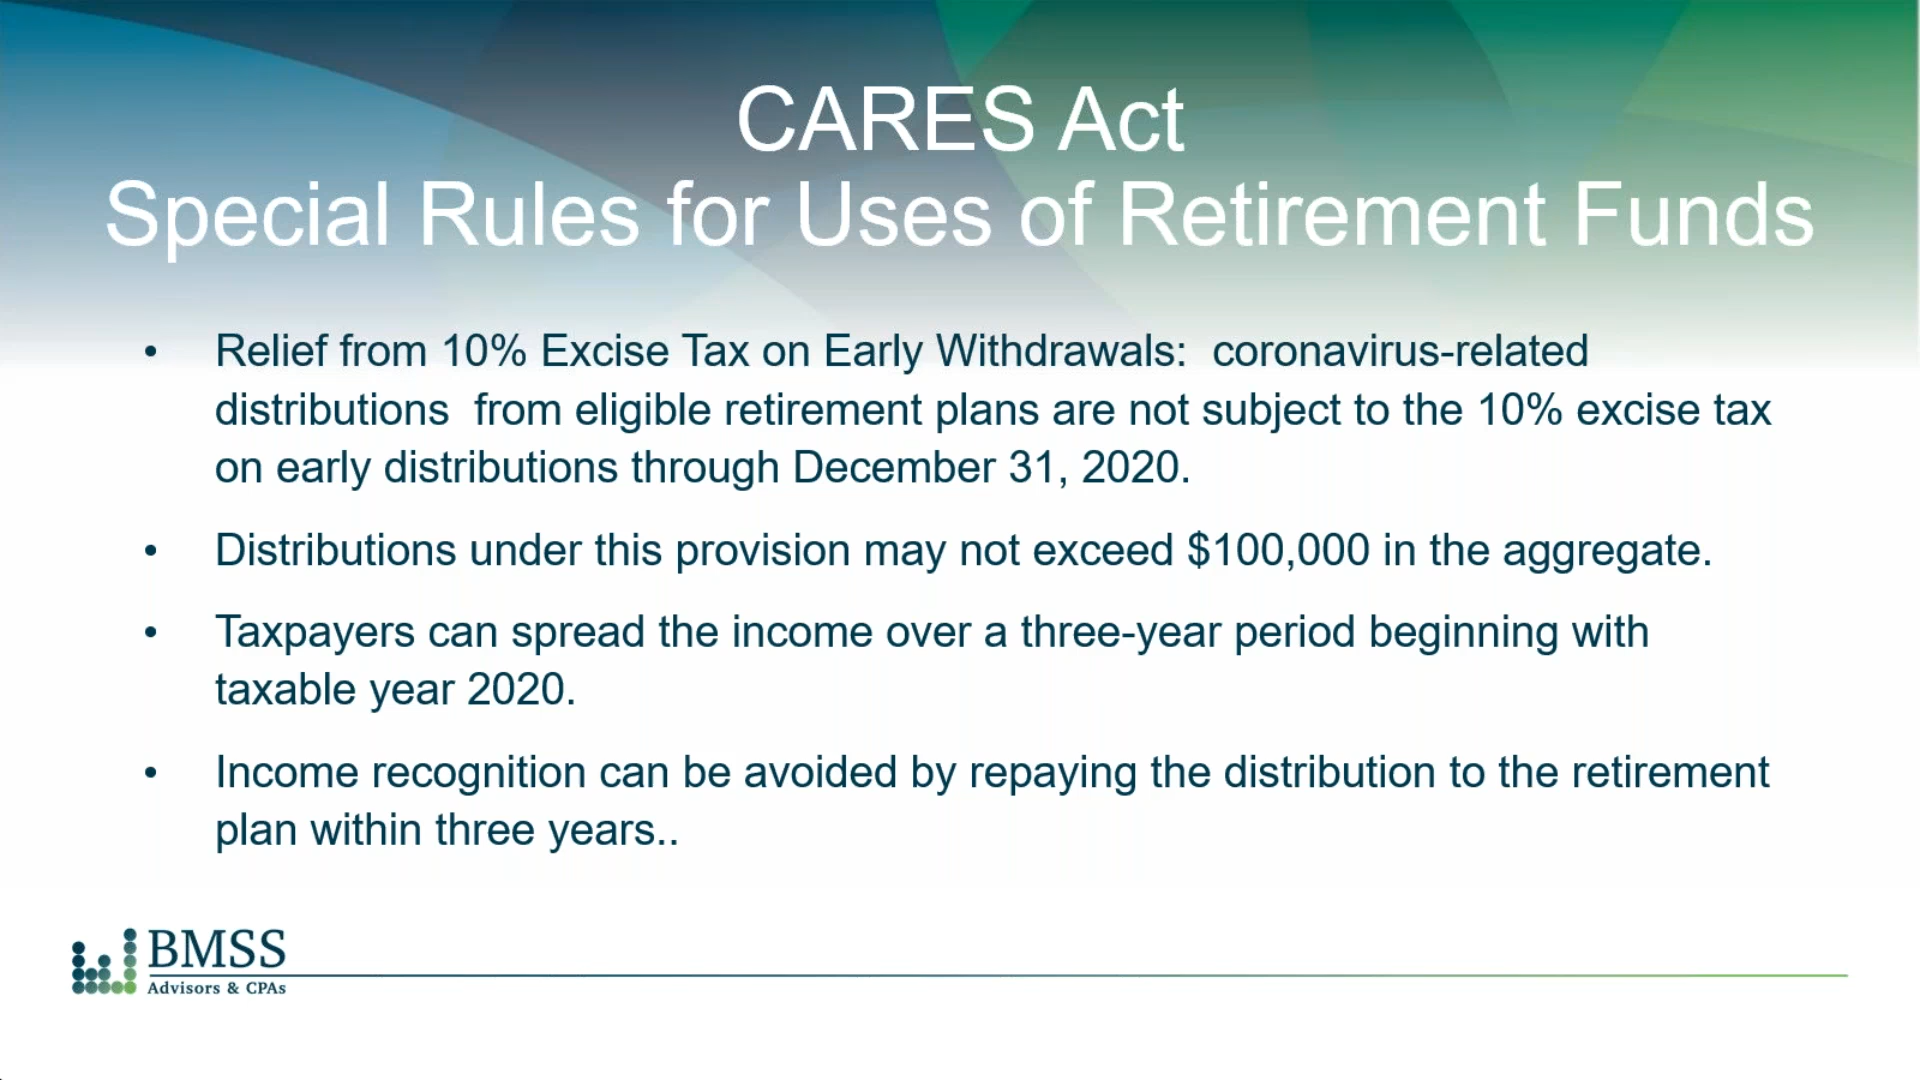 CARES Act
Special Rules for Uses of Retirement Funds
• Relief from 10% Excise Tax on Early Withdrawals:  coronavirus-related
distributions  from eligible retirement plans are not subject to the 10% excise tax
on early distributions through December 31, 2020.
• Distributions under this provision may not exceed $100,000 in the aggregate.
• Taxpayers can spread the income over a three-year period beginning with
taxable year 2020.
• Income recognition can be avoided by repaying the distribution to the retirement
plan within three years..
BMSS
Advisors & CPAs